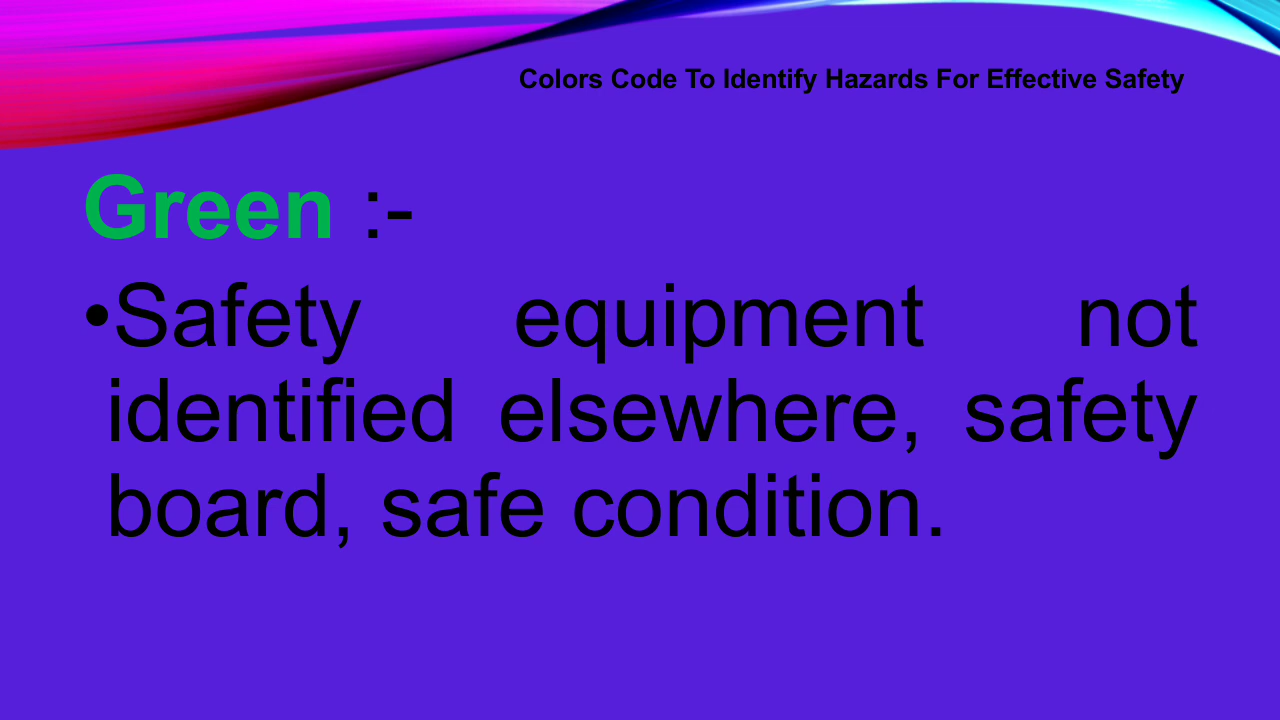 Colors Code To Identify Hazards For Effective Safety
Green :-
•Safety equipment not
identified elsewhere, safety
board, safe condition.